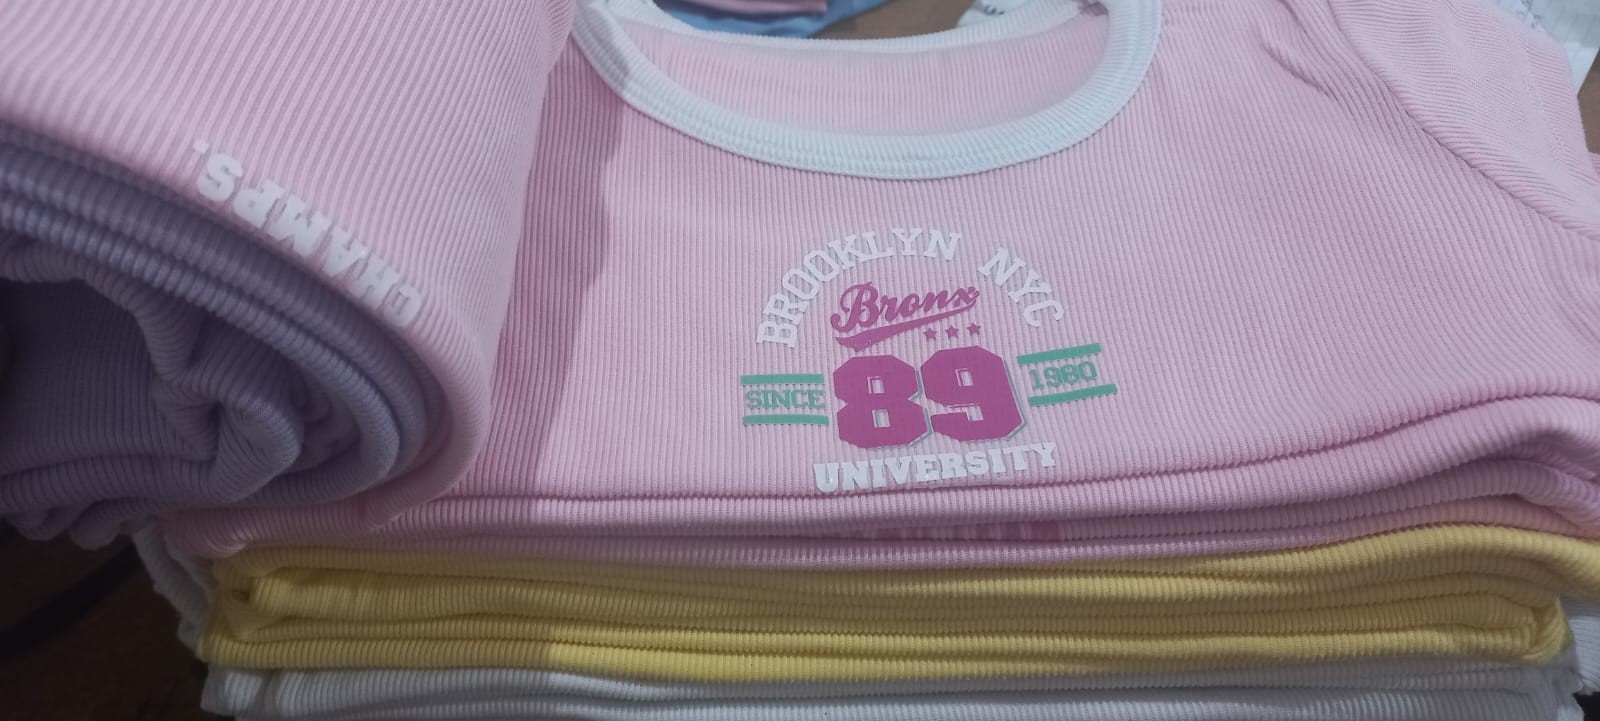 CHAMPS.
BROOKLYN NYC
Bronx
SINCE 89 1980
UNIVERSITY